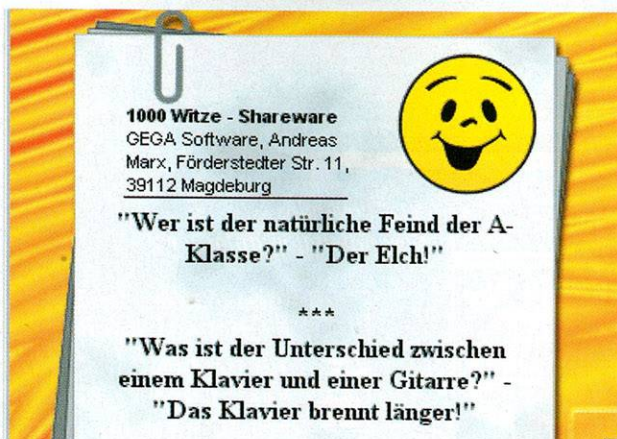 1000 Witze - Shareware
GEGA Software, Andreas
Marx, Förderstedter Str. 11,
39112 Magdeburg
"Wer ist der natürliche Feind der A-
Klasse?" - "Der Elch!"
***
"Was ist der Unterschied zwischen
einem Klavier und einer Gitarre?" -
"Das Klavier brennt länger!"